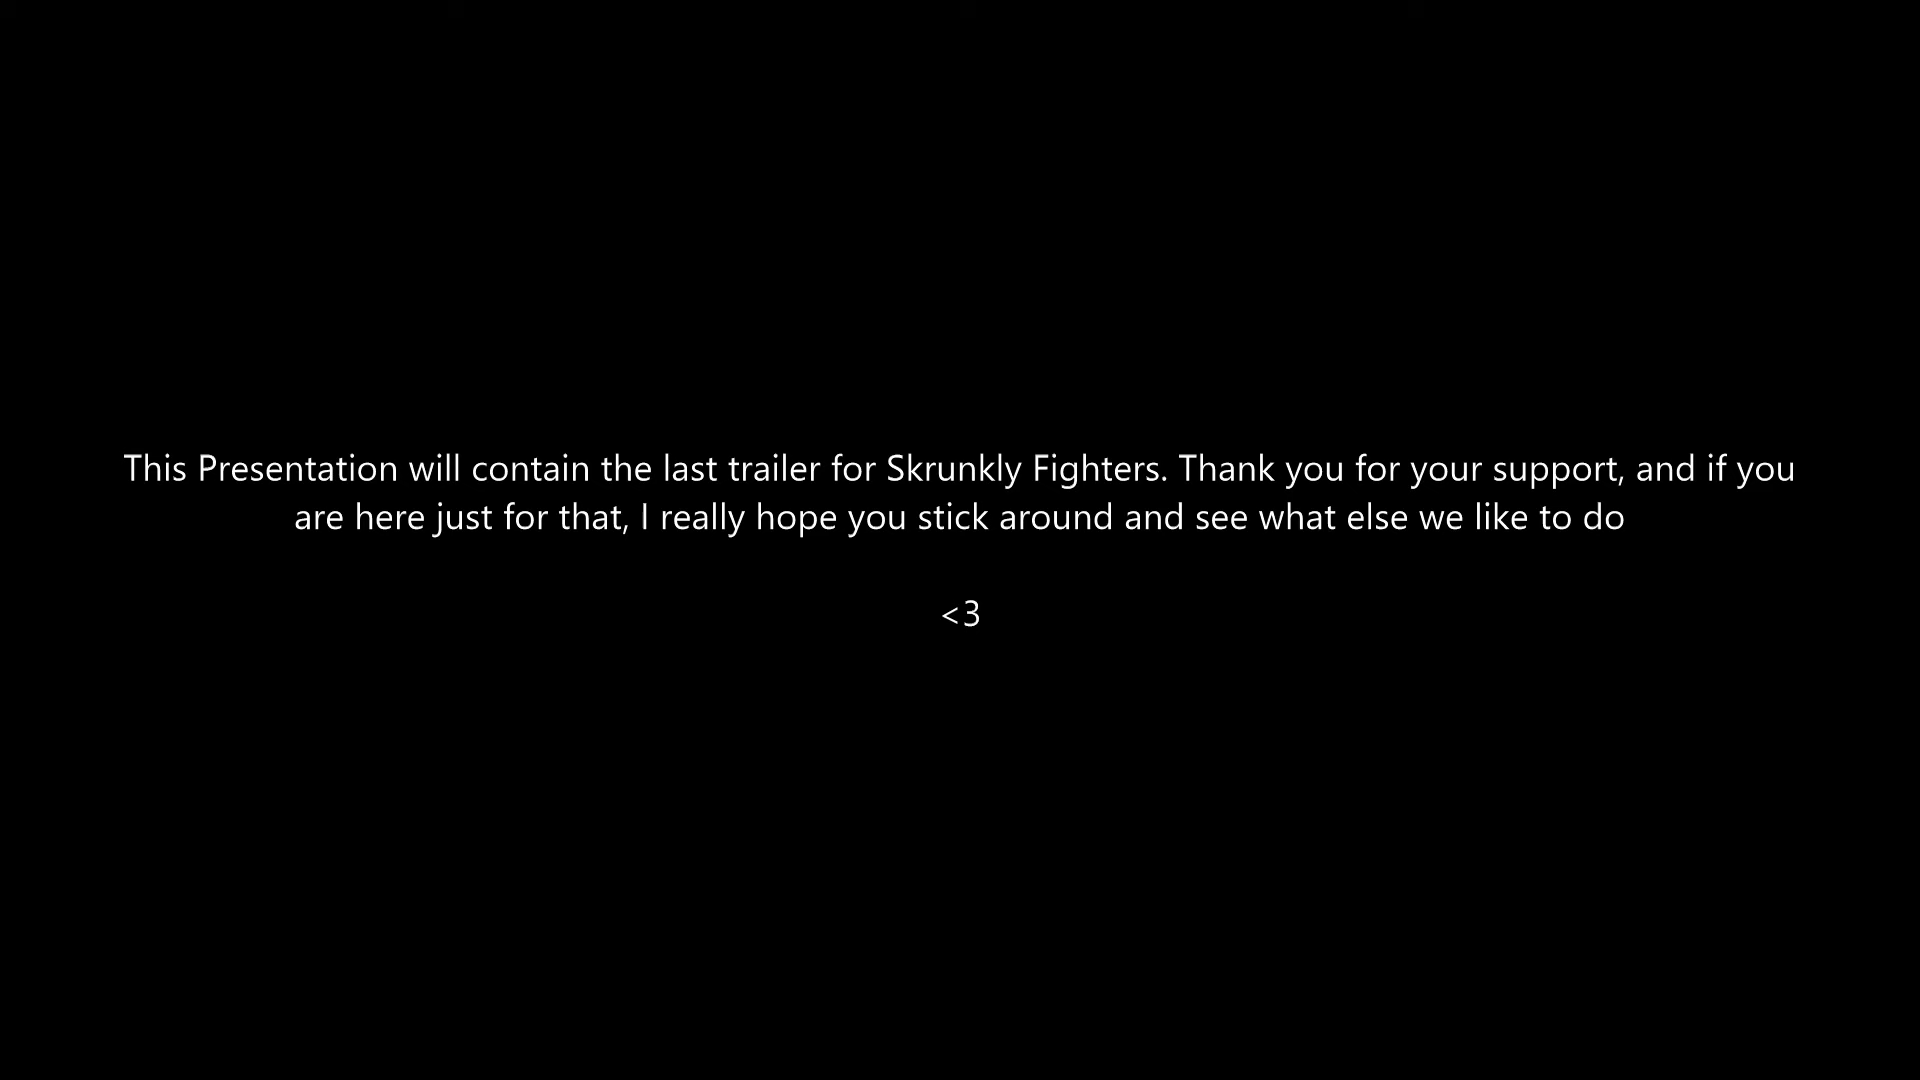 This Presentation will contain the last trailer for Skrunkly Fighters. Thank you for your support, and if you
are here just for that, I really hope you stick around and see what else we like to do
<3